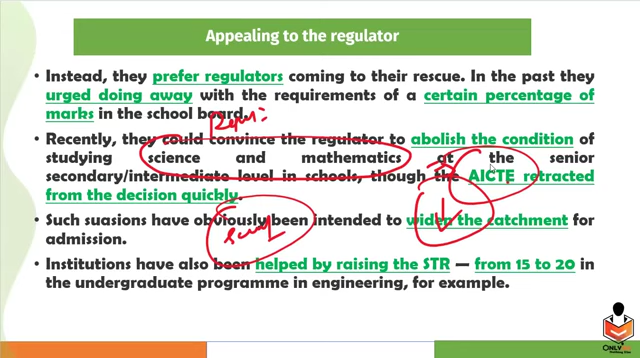 Appealing to the regulator
• Instead, they prefer regulators coming to their rescue. In the past they
urged doing away with the requirements of a certain percentage of
marks in the school board.
• Recently, they could convince the regulator to abolish the condition of
studying science and mathematics at the senior
secondary/intermediate level in schools, though the AICTE retracted
from the decision quickly.
• Such suasions have obviously been intended to widen the catchment for
admission.
• Institutions have also been helped by raising the STR — from 15 to 20 in
the undergraduate programme in engineering, for example.